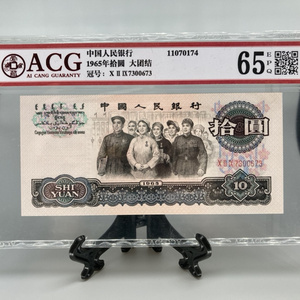 ACG
AI CANG GUARANTY
中国人民银行
11070174
1965年拾圆 大团结
冠号: X II IX7300673
65 EPQ
中國人民銀行
拾圓
X II IX7300673
SHI
YUAN
1965
10